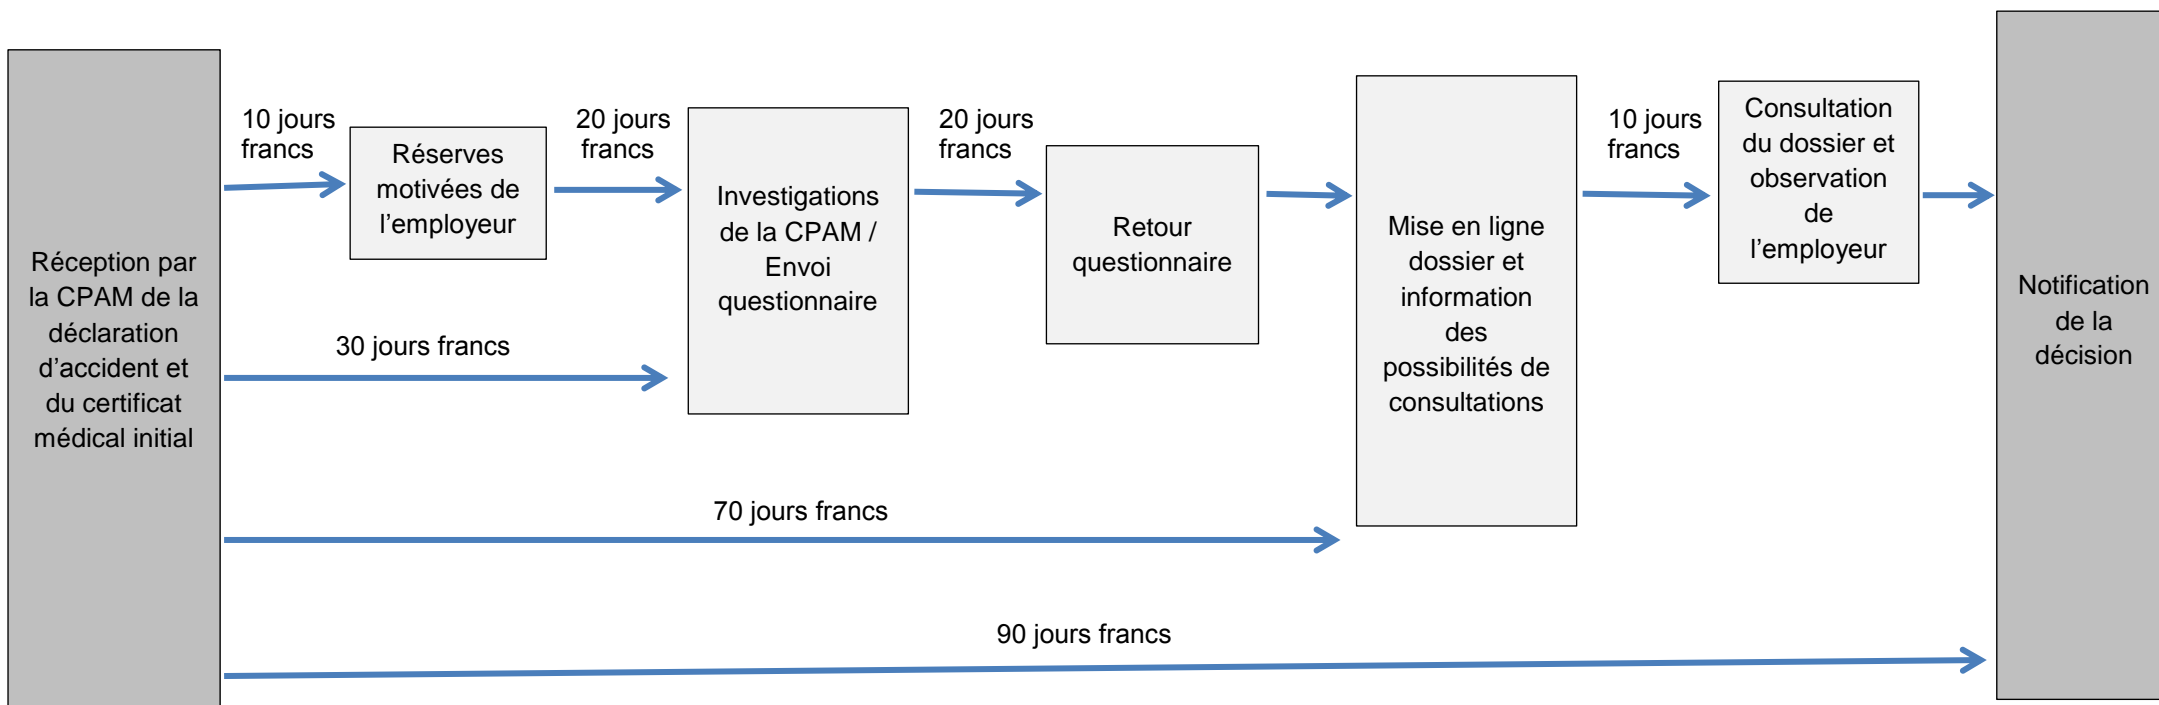 Réception par
la CPAM de la
déclaration
d’accident et
du certificat
médical initial
10 jours
francs
Réserves
motivées de
l’employeur
20 jours
francs
Investigations
de la CPAM /
Envoi
questionnaire
20 jours
francs
Retour
questionnaire
Mise en ligne
dossier et
information
des
possibilités de
consultations
10 jours
francs
Consultation
du dossier et
observation
de
l’employeur
Notification
de la
décision
30 jours francs
70 jours francs
90 jours francs